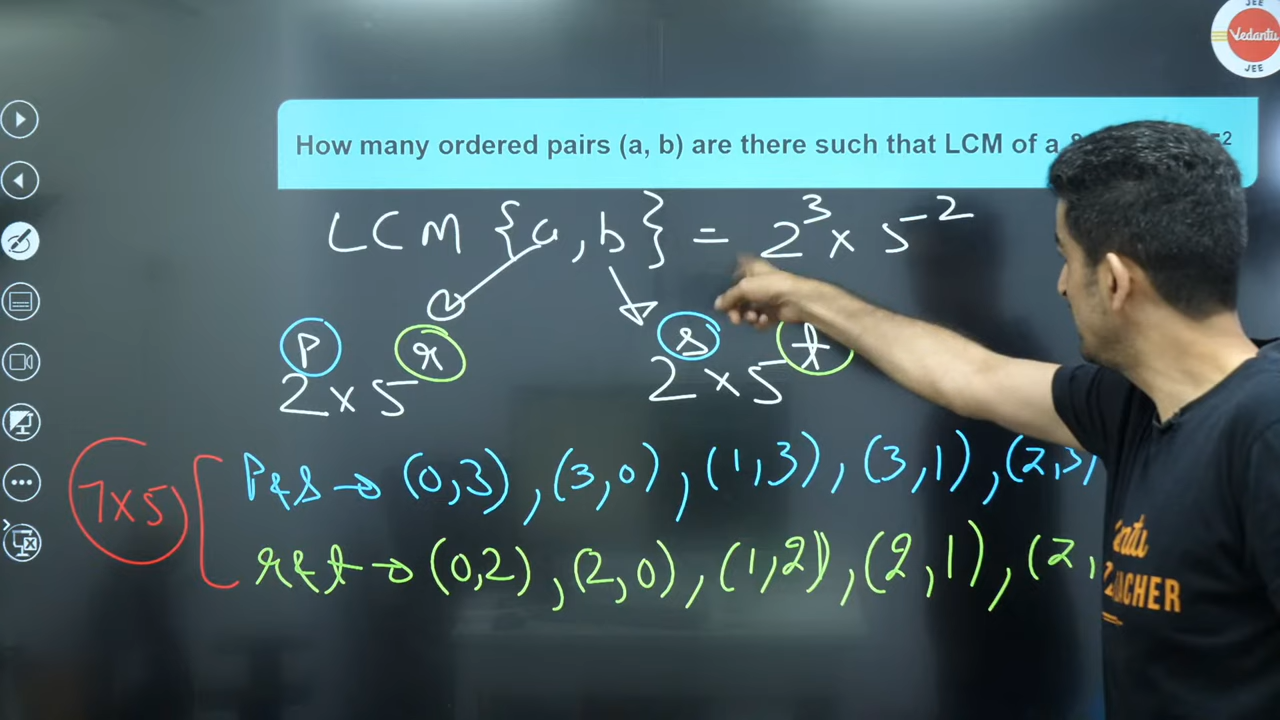 JEE
Vedantu
JEE
How many ordered pairs (a, b) are there such that LCM of a &
2
LCM {a, b} = 2³ × 5²
p r s t
2 × 5 2 × 5
7×5
p & s → (0,3), (3,0), (1,3), (3,1), (2,3)
r & t → (0,2), (2,0), (1,2), (2,1), (2,
ACHER